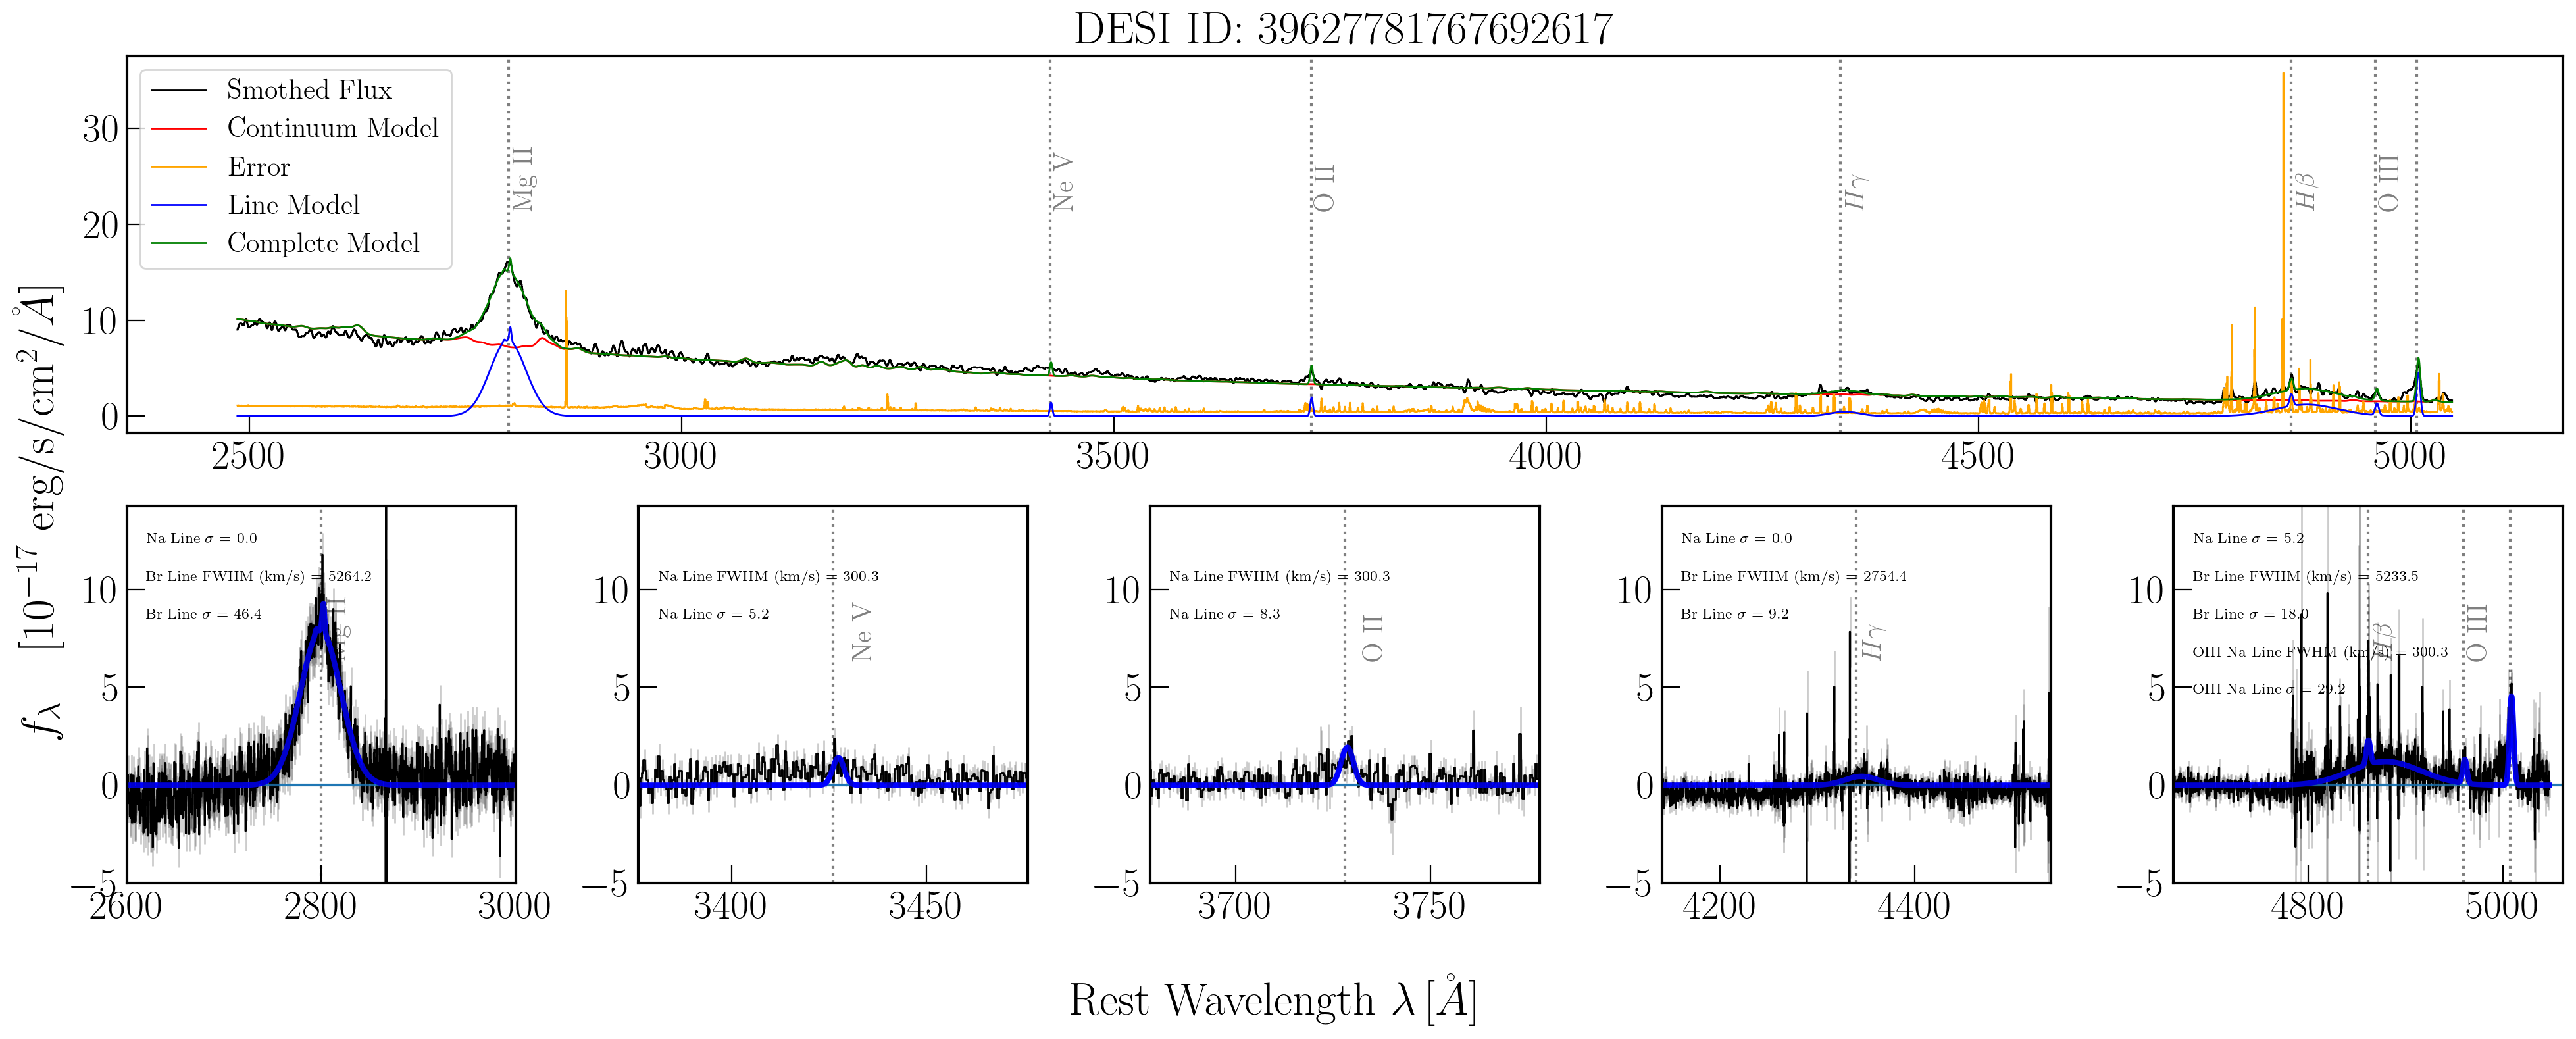 DESI ID: 39627781767692617
Smothed Flux
Continuum Model
Error
Line Model
Complete Model
Mg II
Ne V
O II
Hγ
Hβ
O III
30
20
10
0
2500 3000 3500 4000 4500 5000
fλ [10⁻¹⁷ erg/s/cm²/Å]
Na Line σ = 0.0
Br Line FWHM (km/s) = 5264.2
Br Line σ = 46.4
Mg II
10
5
0
−5
2600 2800 3000
Na Line FWHM (km/s) = 300.3
Na Line σ = 5.2
Ne V
10
5
0
−5
3400 3450
Na Line FWHM (km/s) = 300.3
Na Line σ = 8.3
O II
10
5
0
−5
3700 3750
Na Line σ = 0.0
Br Line FWHM (km/s) = 2754.4
Br Line σ = 9.2
Hγ
10
5
0
−5
4200 4400
Na Line σ = 5.2
Br Line FWHM (km/s) = 5233.5
Br Line σ = 18.0
OIII Na Line FWHM (km/s) = 300.3
OIII Na Line σ = 29.2
Hβ
O III
10
5
0
−5
4800 5000
Rest Wavelength λ [Å]